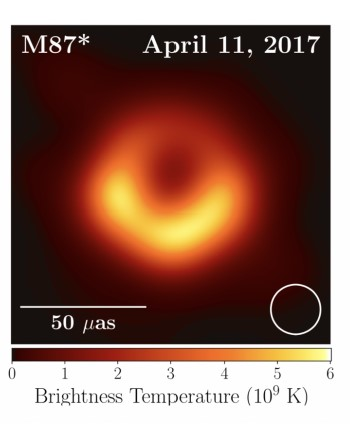 M87* April 11, 2017
50 μas
0 1 2 3 4 5 6
Brightness Temperature (10⁹ K)